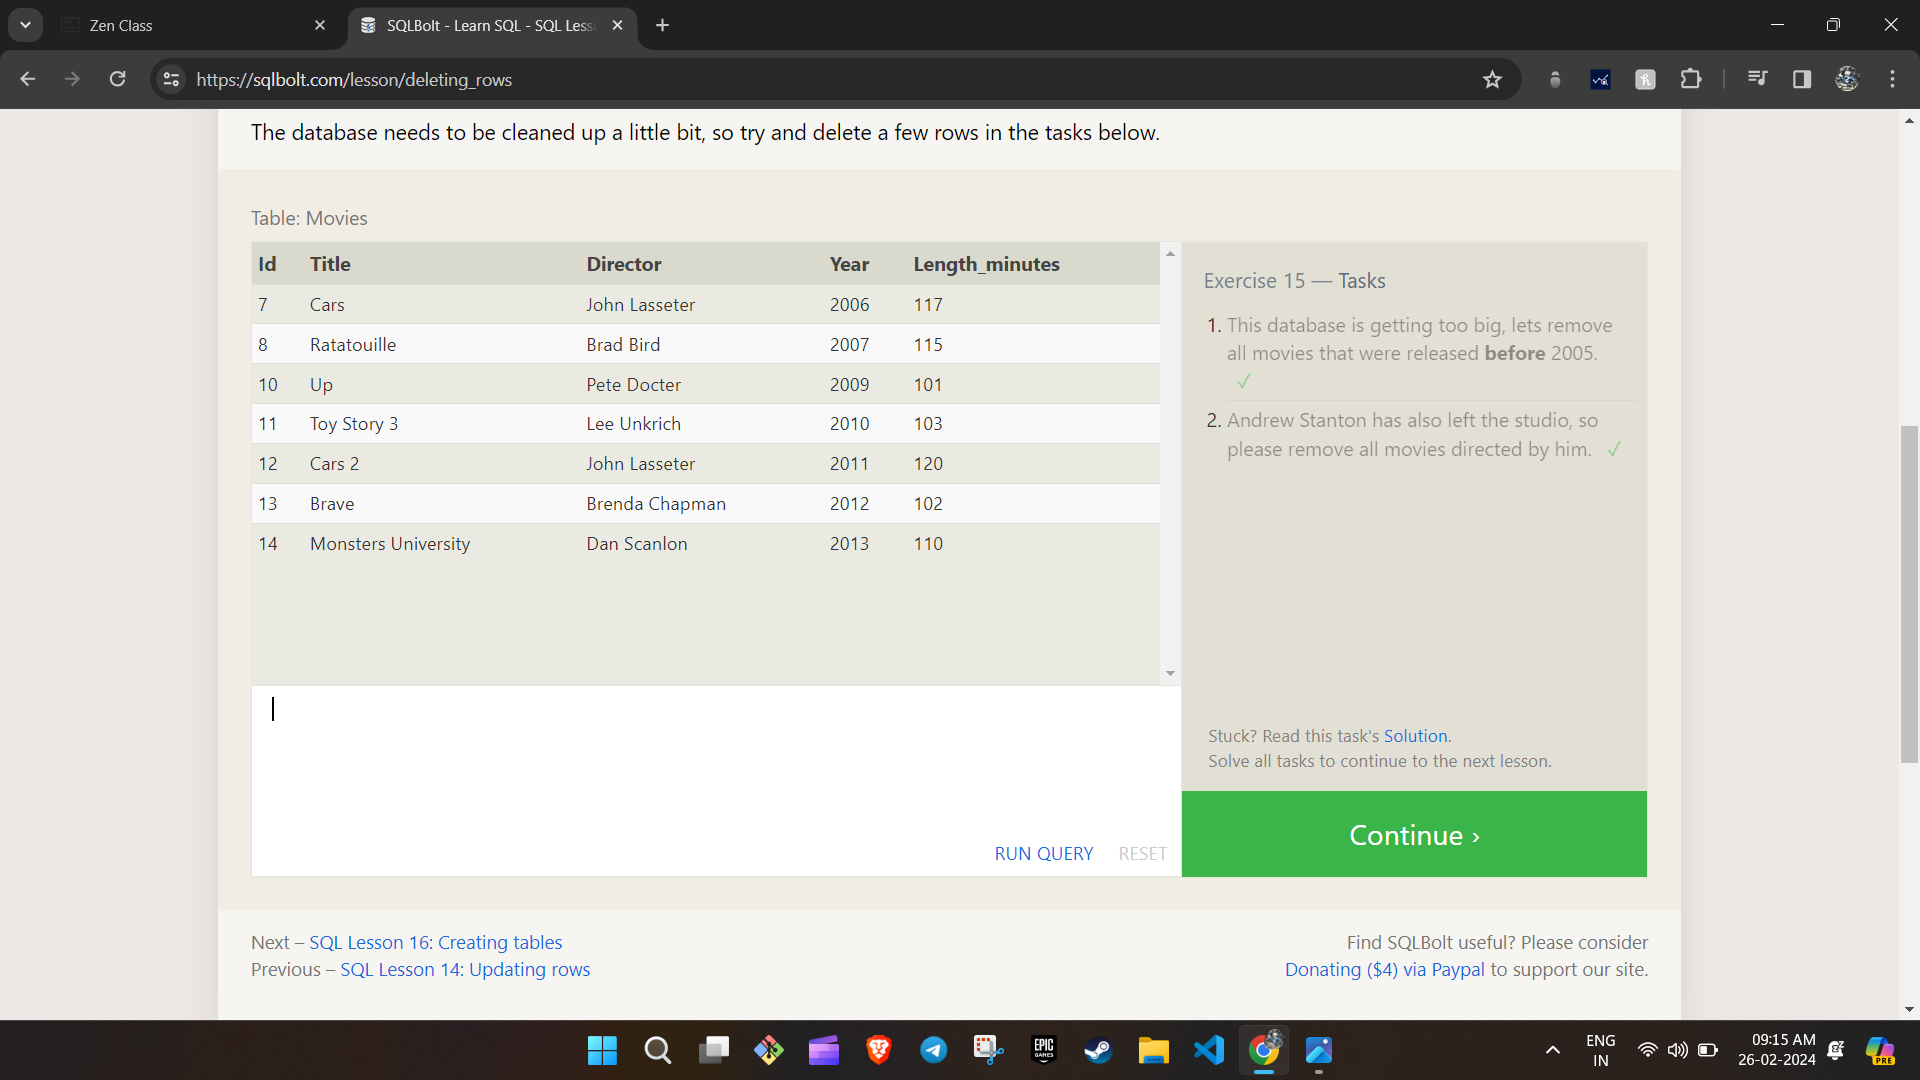 Zen Class
SQLBolt - Learn SQL - SQL Less
https://sqlbolt.com/lesson/deleting_rows
The database needs to be cleaned up a little bit, so try and delete a few rows in the tasks below.
Table: Movies
Id Title Director Year Length_minutes
7 Cars John Lasseter 2006 117
8 Ratatouille Brad Bird 2007 115
10 Up Pete Docter 2009 101
11 Toy Story 3 Lee Unkrich 2010 103
12 Cars 2 John Lasseter 2011 120
13 Brave Brenda Chapman 2012 102
14 Monsters University Dan Scanlon 2013 110
RUN QUERY RESET
Exercise 15 — Tasks
1. This database is getting too big, lets remove
all movies that were released before 2005.
✓
2. Andrew Stanton has also left the studio, so
please remove all movies directed by him. ✓
Stuck? Read this task's Solution.
Solve all tasks to continue to the next lesson.
Continue ›
Next – SQL Lesson 16: Creating tables
Previous – SQL Lesson 14: Updating rows
Find SQLBolt useful? Please consider
Donating ($4) via Paypal to support our site.
EPIC
GAMES
ENG
IN
09:15 AM
26-02-2024
PRE